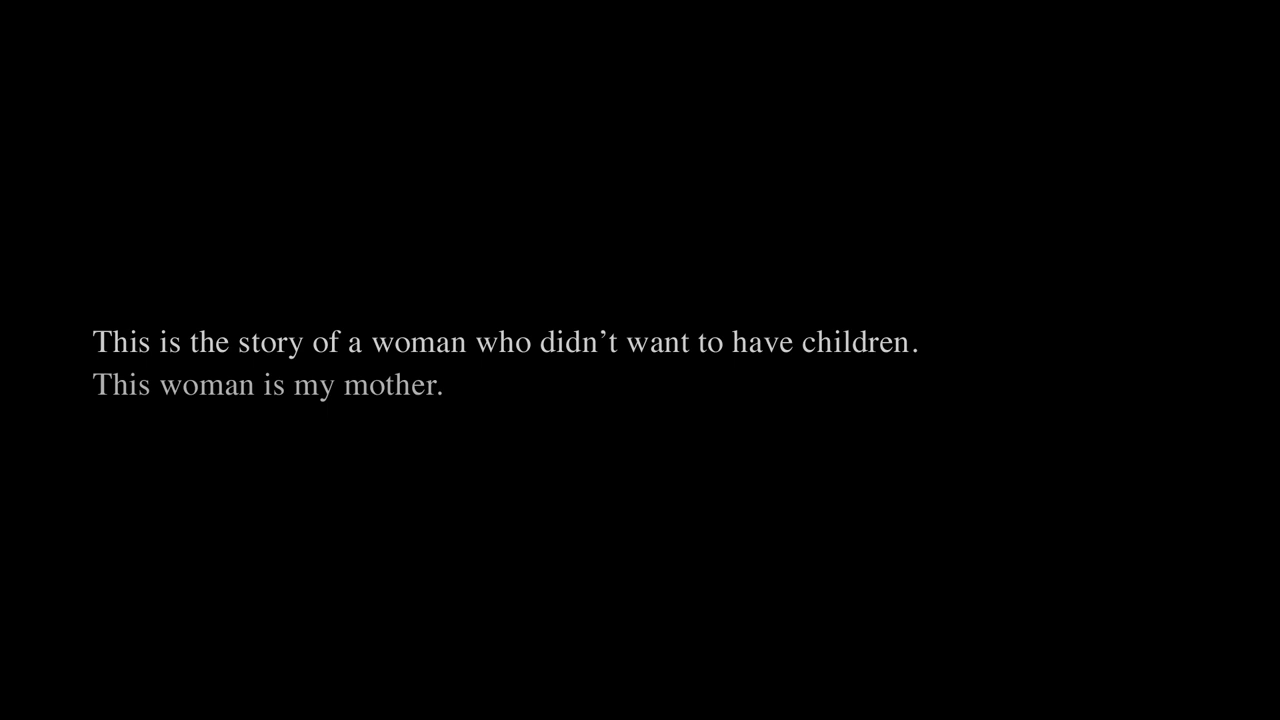 This is the story of a woman who didn’t want to have children.
This woman is my mother.